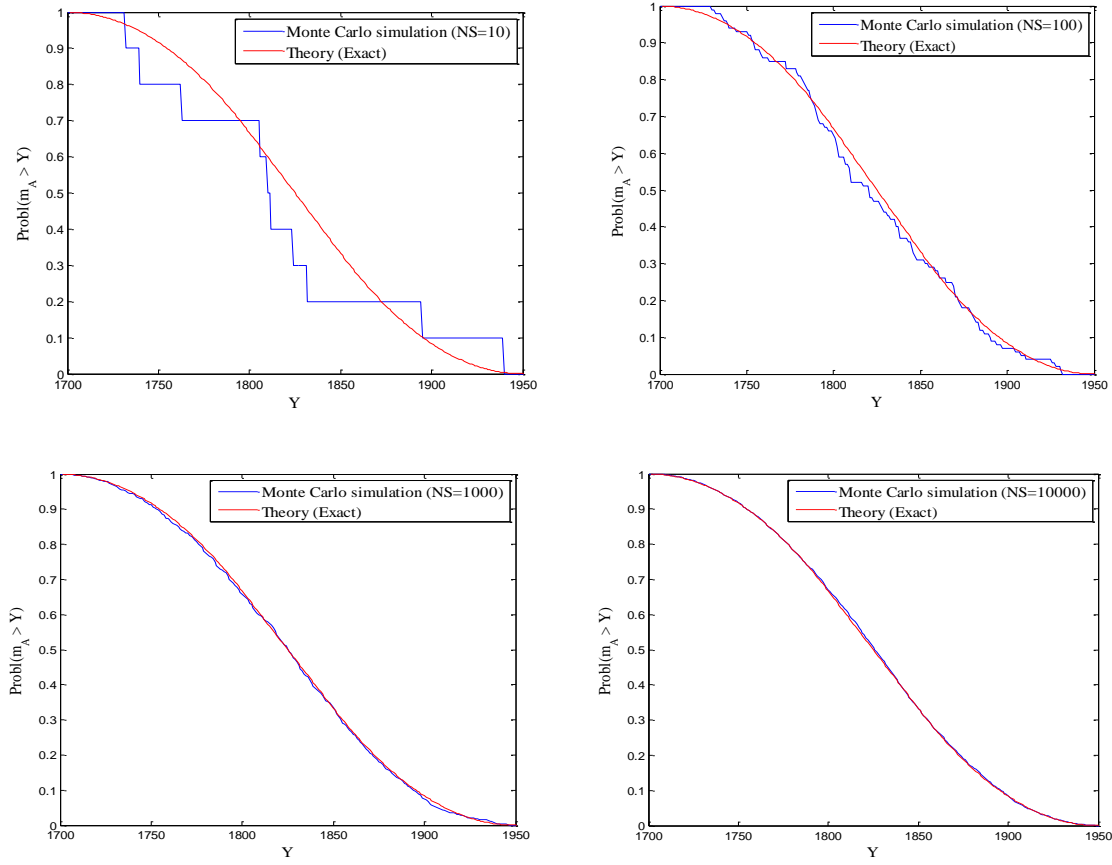 Monte Carlo simulation (NS=10)
Theory (Exact)
1
0.9
0.8
0.7
0.6
0.5
0.4
0.3
0.2
0.1
0
Probl(m_A > Y)
1700 1750 1800 1850 1900 1950
Y
Monte Carlo simulation (NS=100)
Theory (Exact)
1
0.9
0.8
0.7
0.6
0.5
0.4
0.3
0.2
0.1
0
Probl(m_A > Y)
1700 1750 1800 1850 1900 1950
Y
Monte Carlo simulation (NS=1000)
Theory (Exact)
1
0.9
0.8
0.7
0.6
0.5
0.4
0.3
0.2
0.1
0
Probl(m_A > Y)
1700 1750 1800 1850 1900 1950
Y
Monte Carlo simulation (NS=10000)
Theory (Exact)
1
0.9
0.8
0.7
0.6
0.5
0.4
0.3
0.2
0.1
0
Probl(m_A > Y)
1700 1750 1800 1850 1900 1950
Y